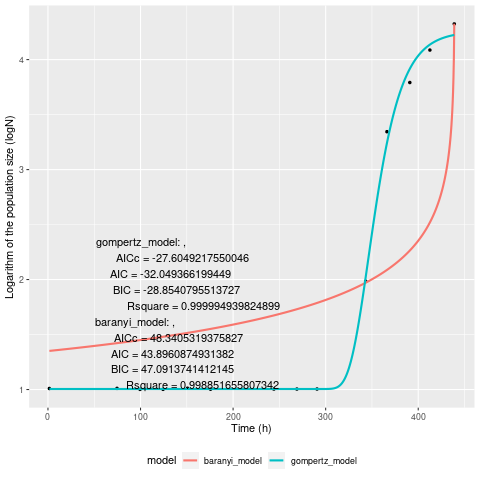 4
3
2
1
Logarithm of the population size (logN)
gompertz_model: ,
AICc = -27.6049217550046
AIC = -32.049366199449
BIC = -28.8540795513727
Rsquare = 0.999994939824899
baranyi_model: ,
AICc = 48.3405319375827
AIC = 43.8960874931382
BIC = 47.0913741412145
Rsquare = 0.998851655807342
0 100 200 300 400
Time (h)
model baranyi_model gompertz_model